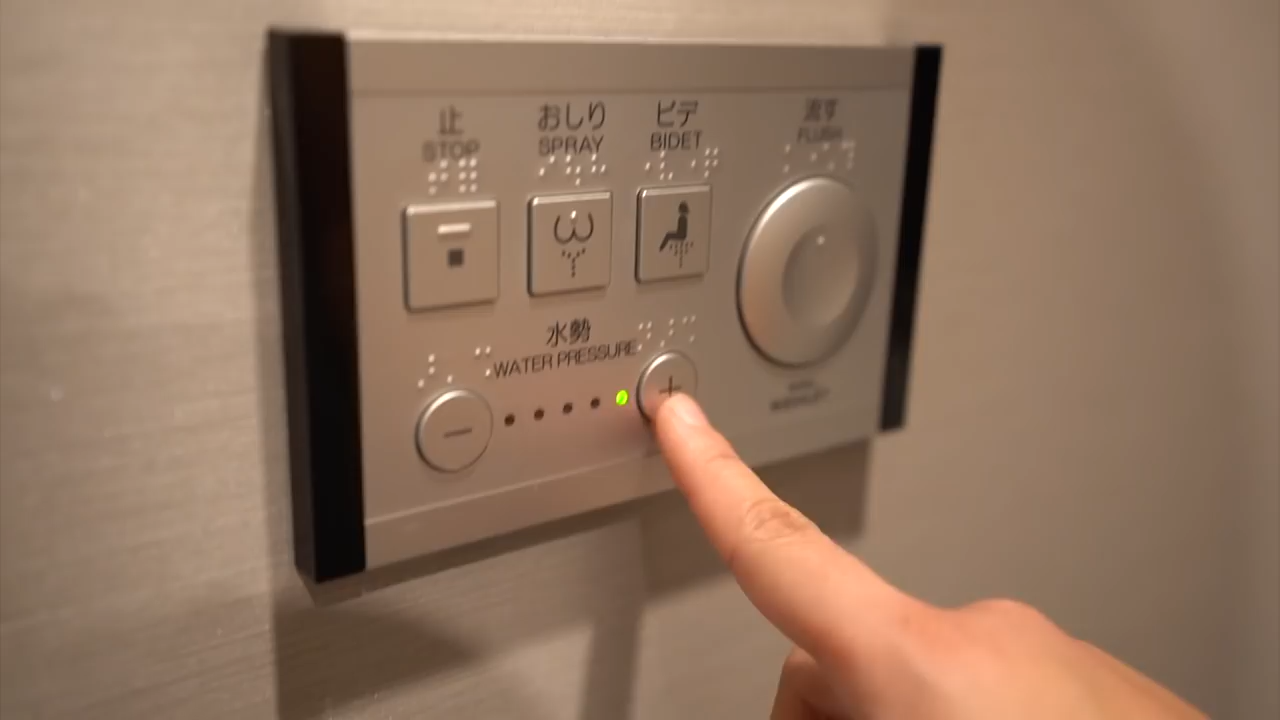 止
STOP
おしり
SPRAY
ビデ
BIDET
流す
FLUSH
水勢
WATER PRESSURE
−
+